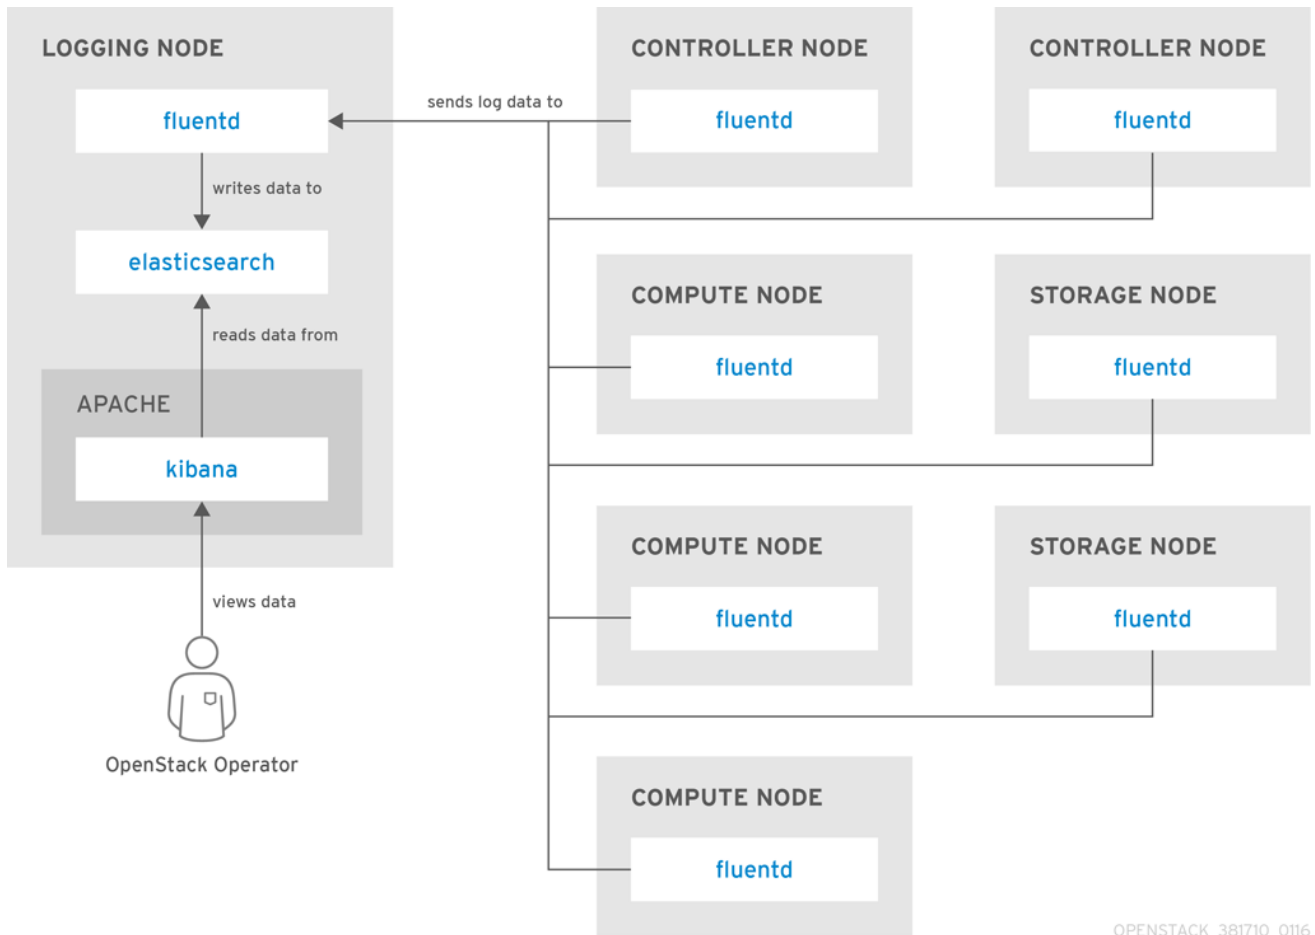 LOGGING NODE
fluentd
writes data to
elasticsearch
reads data from
APACHE
kibana
views data
OpenStack Operator
sends log data to
CONTROLLER NODE
fluentd
CONTROLLER NODE
fluentd
COMPUTE NODE
fluentd
STORAGE NODE
fluentd
COMPUTE NODE
fluentd
STORAGE NODE
fluentd
COMPUTE NODE
fluentd
OPENSTACK_381710_0116